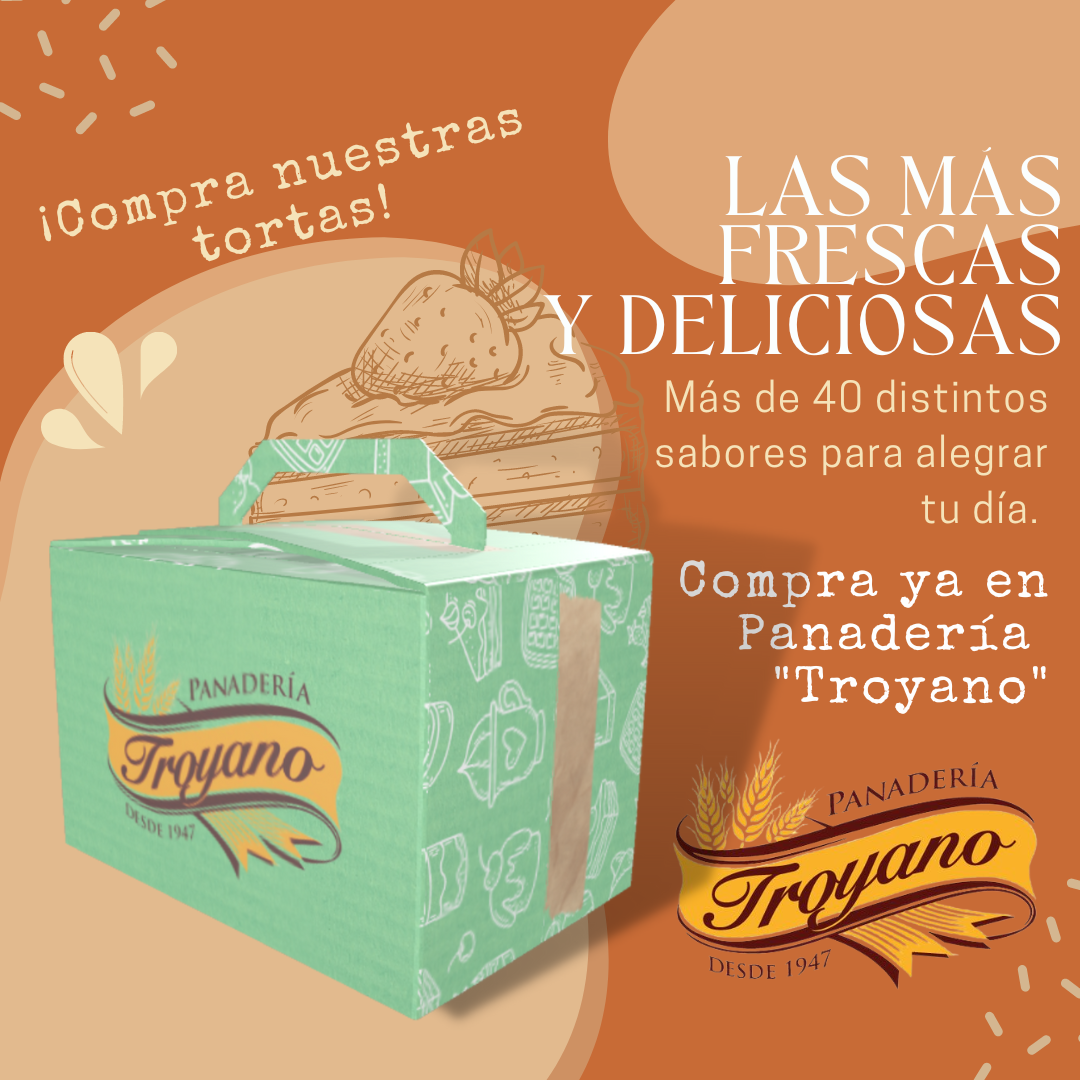 ¡Compra nuestras
tortas!
LAS MÁS
FRESCAS
Y DELICIOSAS
Más de 40 distintos
sabores para alegrar
tu día.
Compra ya en
Panadería
"Troyano"
PANADERÍA
Troyano
DESDE 1947
PANADERÍA
Troyano
DESDE 1947